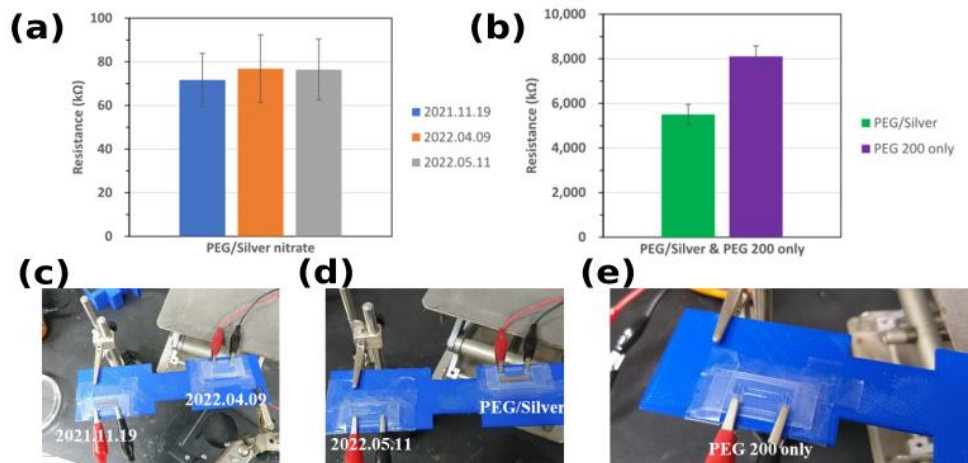 (a)
100
80
60
40
20
0
Resistance (kΩ)
PEG/Silver nitrate
2021.11.19
2022.04.09
2022.05.11
(b)
10,000
8,000
6,000
4,000
2,000
0
Resistance (kΩ)
PEG/Silver & PEG 200 only
PEG/Silver
PEG 200 only
(c)
2021.11.19
2022.04.09
(d)
2022.05.11
PEG/Silver
(e)
PEG 200 only